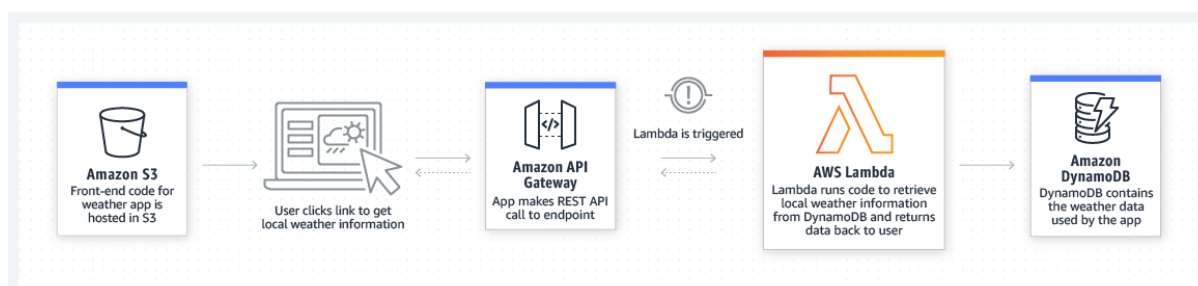 Amazon S3
Front-end code for
weather app is
hosted in S3
User clicks link to get
local weather information
</>
Amazon API
Gateway
App makes REST API
call to endpoint
Lambda is triggered
AWS Lambda
Lambda runs code to retrieve
local weather information
from DynamoDB and returns
data back to user
Amazon
DynamoDB
DynamoDB contains
the weather data
used by the app